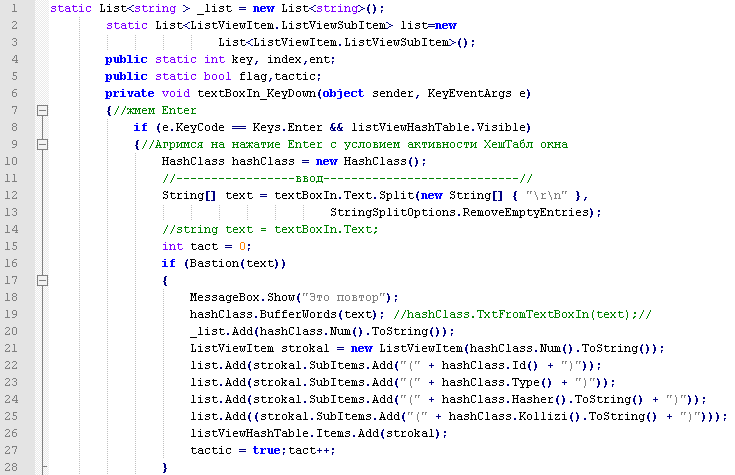 1 static List<string > _list = new List<string>();
2 static List<ListViewItem.ListViewSubItem> list=new
3 List<ListViewItem.ListViewSubItem>();
4 public static int key, index,ent;
5 public static bool flag,tactic;
6 private void textBoxIn_KeyDown(object sender, KeyEventArgs e)
7 {//жмем Enter
8 if (e.KeyCode == Keys.Enter && listViewHashTable.Visible)
9 {//Агримся на нажатие Enter с условием активности ХешТабл окна
10 HashClass hashClass = new HashClass();
11 //-----------------ввод----------------------------//
12 String[] text = textBoxIn.Text.Split(new String[] { "\r\n" },
13 StringSplitOptions.RemoveEmptyEntries);
14 //string text = textBoxIn.Text;
15 int tact = 0;
16 if (Bastion(text))
17 {
18 MessageBox.Show("Это повтор");
19 hashClass.BufferWords(text); //hashClass.TxtFromTextBoxIn(text);//
20 _list.Add(hashClass.Num().ToString());
21 ListViewItem strokal = new ListViewItem(hashClass.Num().ToString());
22 list.Add(strokal.SubItems.Add("(" + hashClass.Id() + ")"));
23 list.Add(strokal.SubItems.Add("(" + hashClass.Type() + ")"));
24 list.Add(strokal.SubItems.Add("(" + hashClass.Hasher().ToString() + ")"));
25 list.Add((strokal.SubItems.Add("(" + hashClass.Kollizi().ToString() + ")")));
26 listViewHashTable.Items.Add(strokal);
27 tactic = true;tact++;
28 }